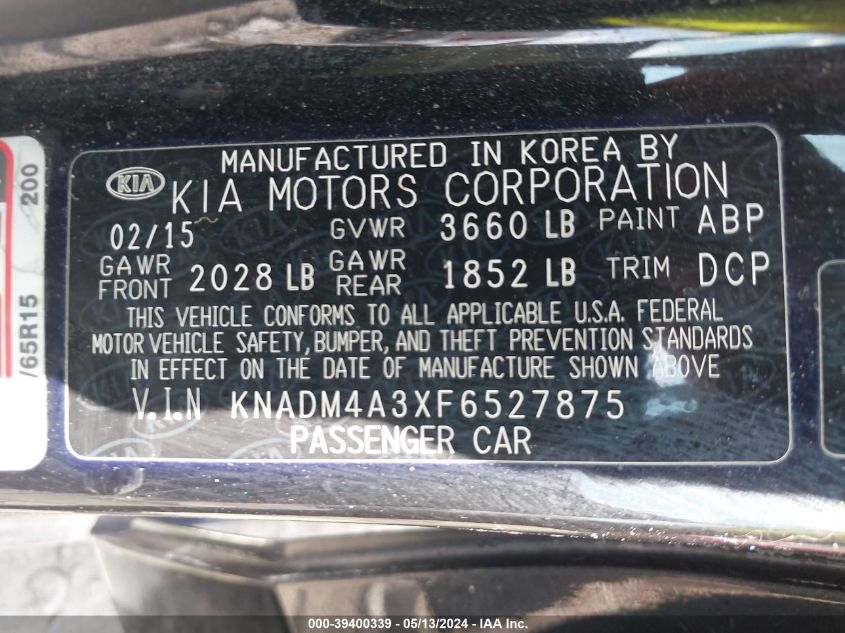 MANUFACTURED IN KOREA BY
KIA KIA MOTORS CORPORATION
02/15 GVWR 3660 LB PAINT ABP
GAWR FRONT 2028 LB GAWR REAR 1852 LB TRIM DCP
THIS VEHICLE CONFORMS TO ALL APPLICABLE U.S.A. FEDERAL
MOTOR VEHICLE SAFETY, BUMPER, AND THEFT PREVENTION STANDARDS
IN EFFECT ON THE DATE OF MANUFACTURE SHOWN ABOVE
V.I.N KNADM4A3XF6527875
PASSENGER CAR
200
/65R15
000-39400339 - 05/13/2024 - IAAI - Copyright © 2024 IAA, Inc.